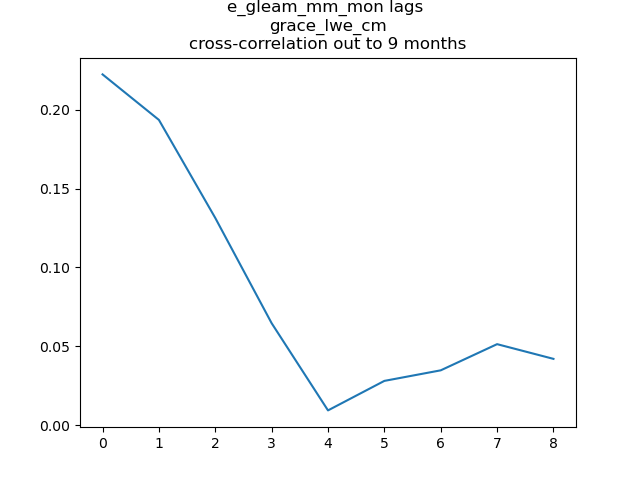 e_gleam_mm_mon lags
grace_lwe_cm
cross-correlation out to 9 months
0.20
0.15
0.10
0.05
0.00
0 1 2 3 4 5 6 7 8